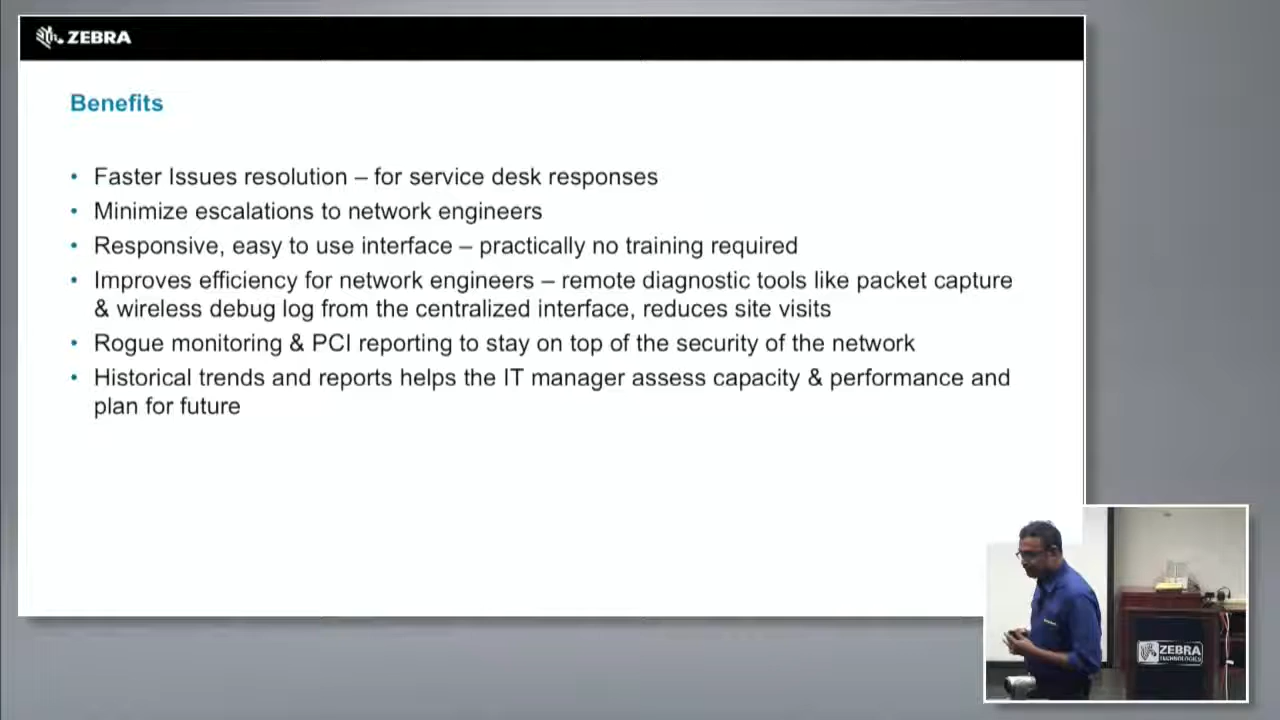 ZEBRA
Benefits
• Faster Issues resolution – for service desk responses
• Minimize escalations to network engineers
• Responsive, easy to use interface – practically no training required
• Improves efficiency for network engineers – remote diagnostic tools like packet capture
& wireless debug log from the centralized interface, reduces site visits
• Rogue monitoring & PCI reporting to stay on top of the security of the network
• Historical trends and reports helps the IT manager assess capacity & performance and
plan for future
ZEBRA
TECHNOLOGIES